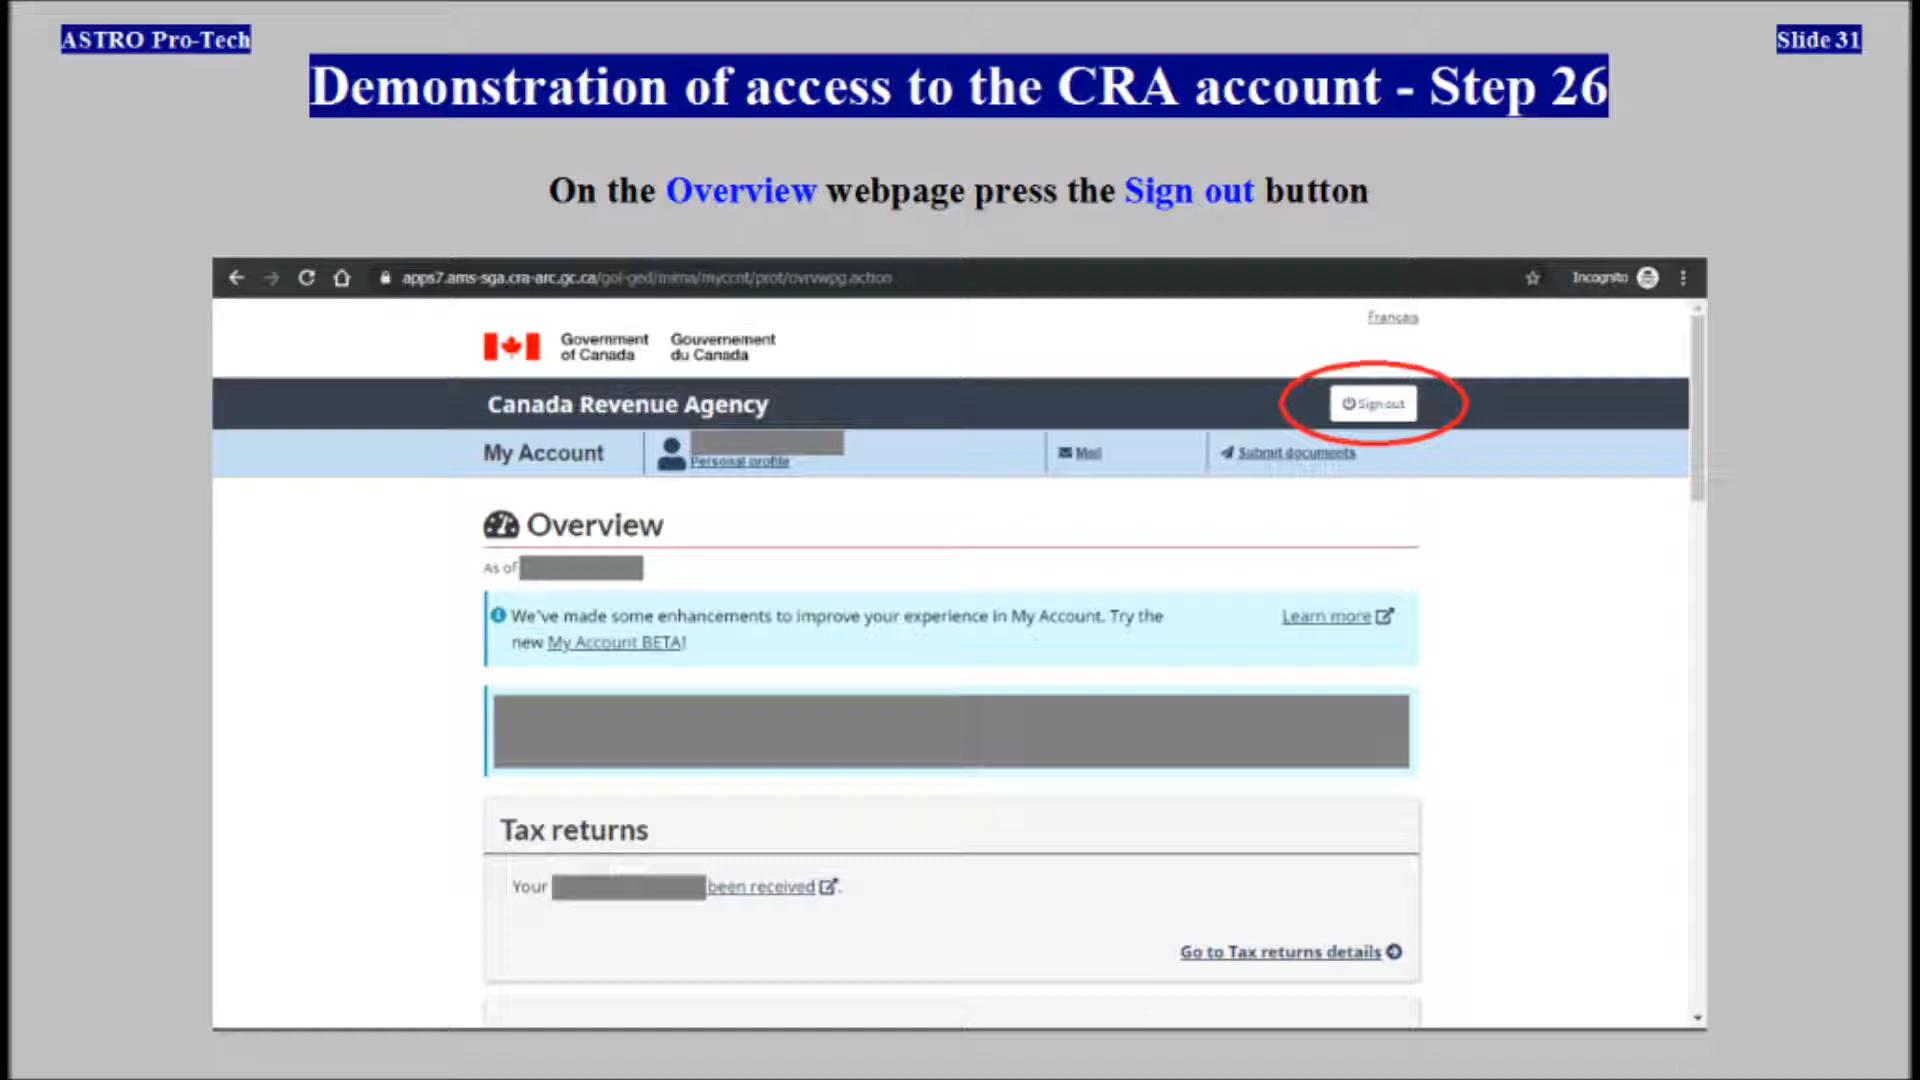 ASTRO Pro-Tech
Slide 31
Demonstration of access to the CRA account - Step 26
On the Overview webpage press the Sign out button
apps7.ams-sga.cra-arc.gc.ca/gol-ged/mima/myccnt/prot/ovrvwpg.action
Incognito
Français
Government of Canada
Gouvernement du Canada
Canada Revenue Agency
Sign out
My Account
Personal profile
Mail
Submit documents
Overview
As of
We've made some enhancements to improve your experience in My Account. Try the
new My Account BETA!
Learn more
Tax returns
Your been received.
Go to Tax returns details